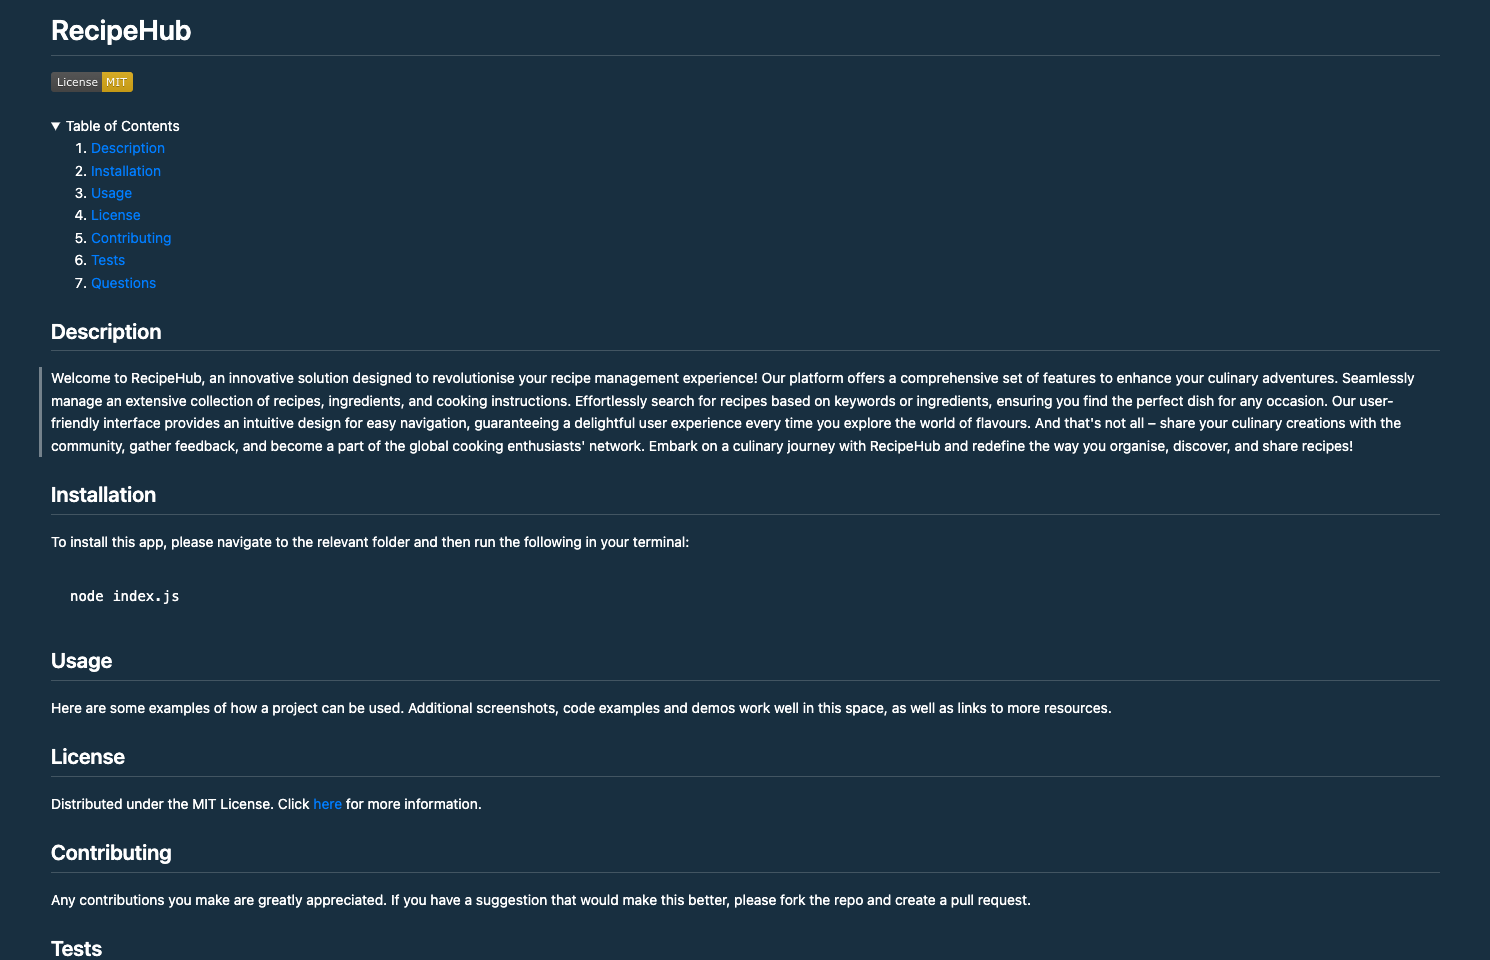 RecipeHub
License MIT
▼ Table of Contents
1. Description
2. Installation
3. Usage
4. License
5. Contributing
6. Tests
7. Questions
Description
Welcome to RecipeHub, an innovative solution designed to revolutionise your recipe management experience! Our platform offers a comprehensive set of features to enhance your culinary adventures. Seamlessly
manage an extensive collection of recipes, ingredients, and cooking instructions. Effortlessly search for recipes based on keywords or ingredients, ensuring you find the perfect dish for any occasion. Our user-
friendly interface provides an intuitive design for easy navigation, guaranteeing a delightful user experience every time you explore the world of flavours. And that's not all – share your culinary creations with the
community, gather feedback, and become a part of the global cooking enthusiasts' network. Embark on a culinary journey with RecipeHub and redefine the way you organise, discover, and share recipes!
Installation
To install this app, please navigate to the relevant folder and then run the following in your terminal:
node index.js
Usage
Here are some examples of how a project can be used. Additional screenshots, code examples and demos work well in this space, as well as links to more resources.
License
Distributed under the MIT License. Click here for more information.
Contributing
Any contributions you make are greatly appreciated. If you have a suggestion that would make this better, please fork the repo and create a pull request.
Tests